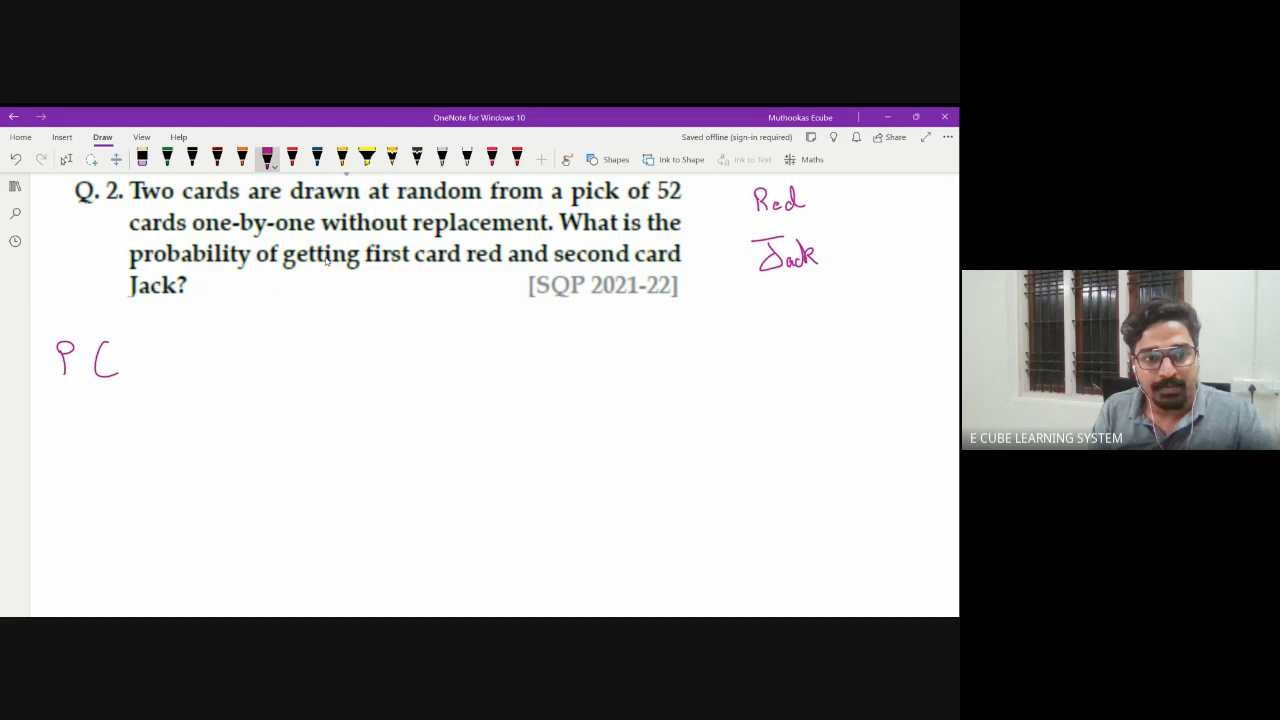 OneNote for Windows 10
Muthookas Ecube
Home Insert Draw View Help
Saved offline (sign-in required)
Share
Shapes
Ink to Shape
Ink to Text
Maths
Q. 2. Two cards are drawn at random from a pick of 52
cards one-by-one without replacement. What is the
probability of getting first card red and second card
Jack?
[SQP 2021-22]
Red
Jack
P (
E CUBE LEARNING SYSTEM